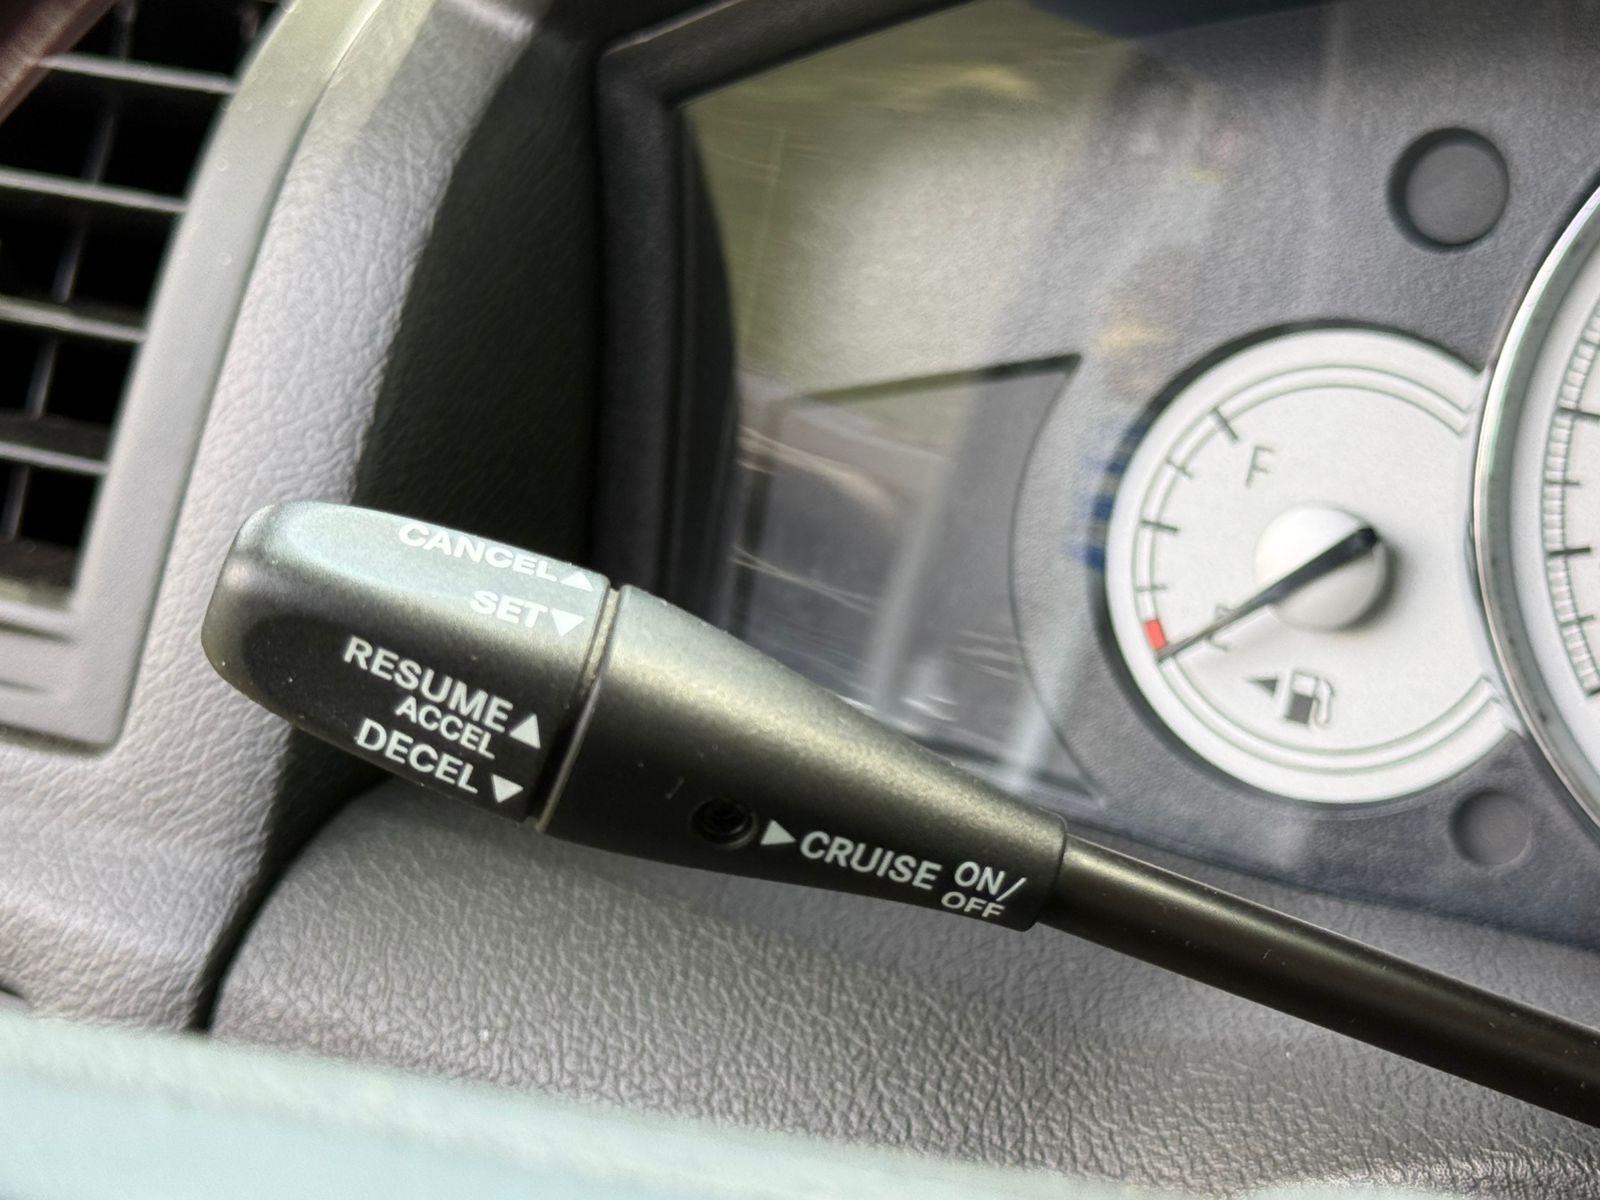 CANCEL▲
SET▼
RESUME▲
ACCEL
DECEL▼
▶CRUISE ON/
OFF
F